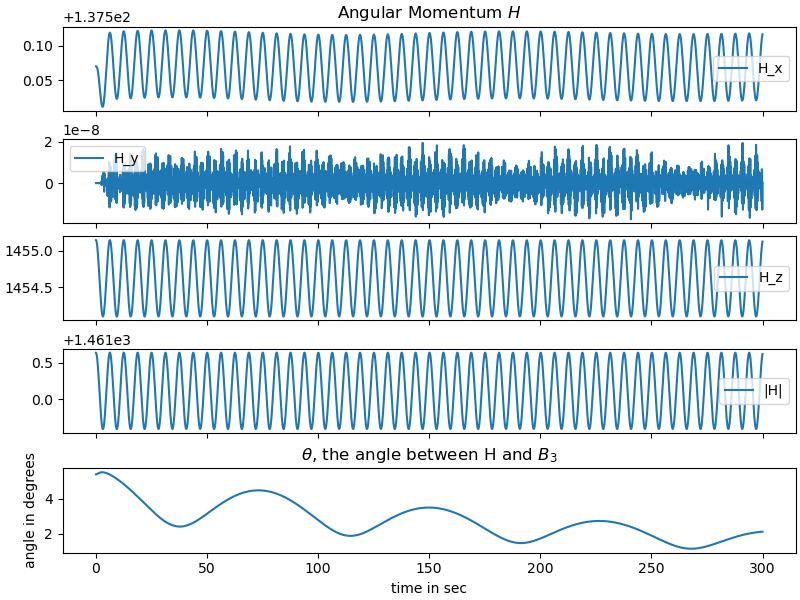 Angular Momentum H
+1.375e2
0.10
0.05
H_x
1e−8
2
0
H_y
1455.0
1454.5
H_z
+1.461e3
0.5
0.0
|H|
θ, the angle between H and B₃
angle in degrees
4
2
0 50 100 150 200 250 300
time in sec